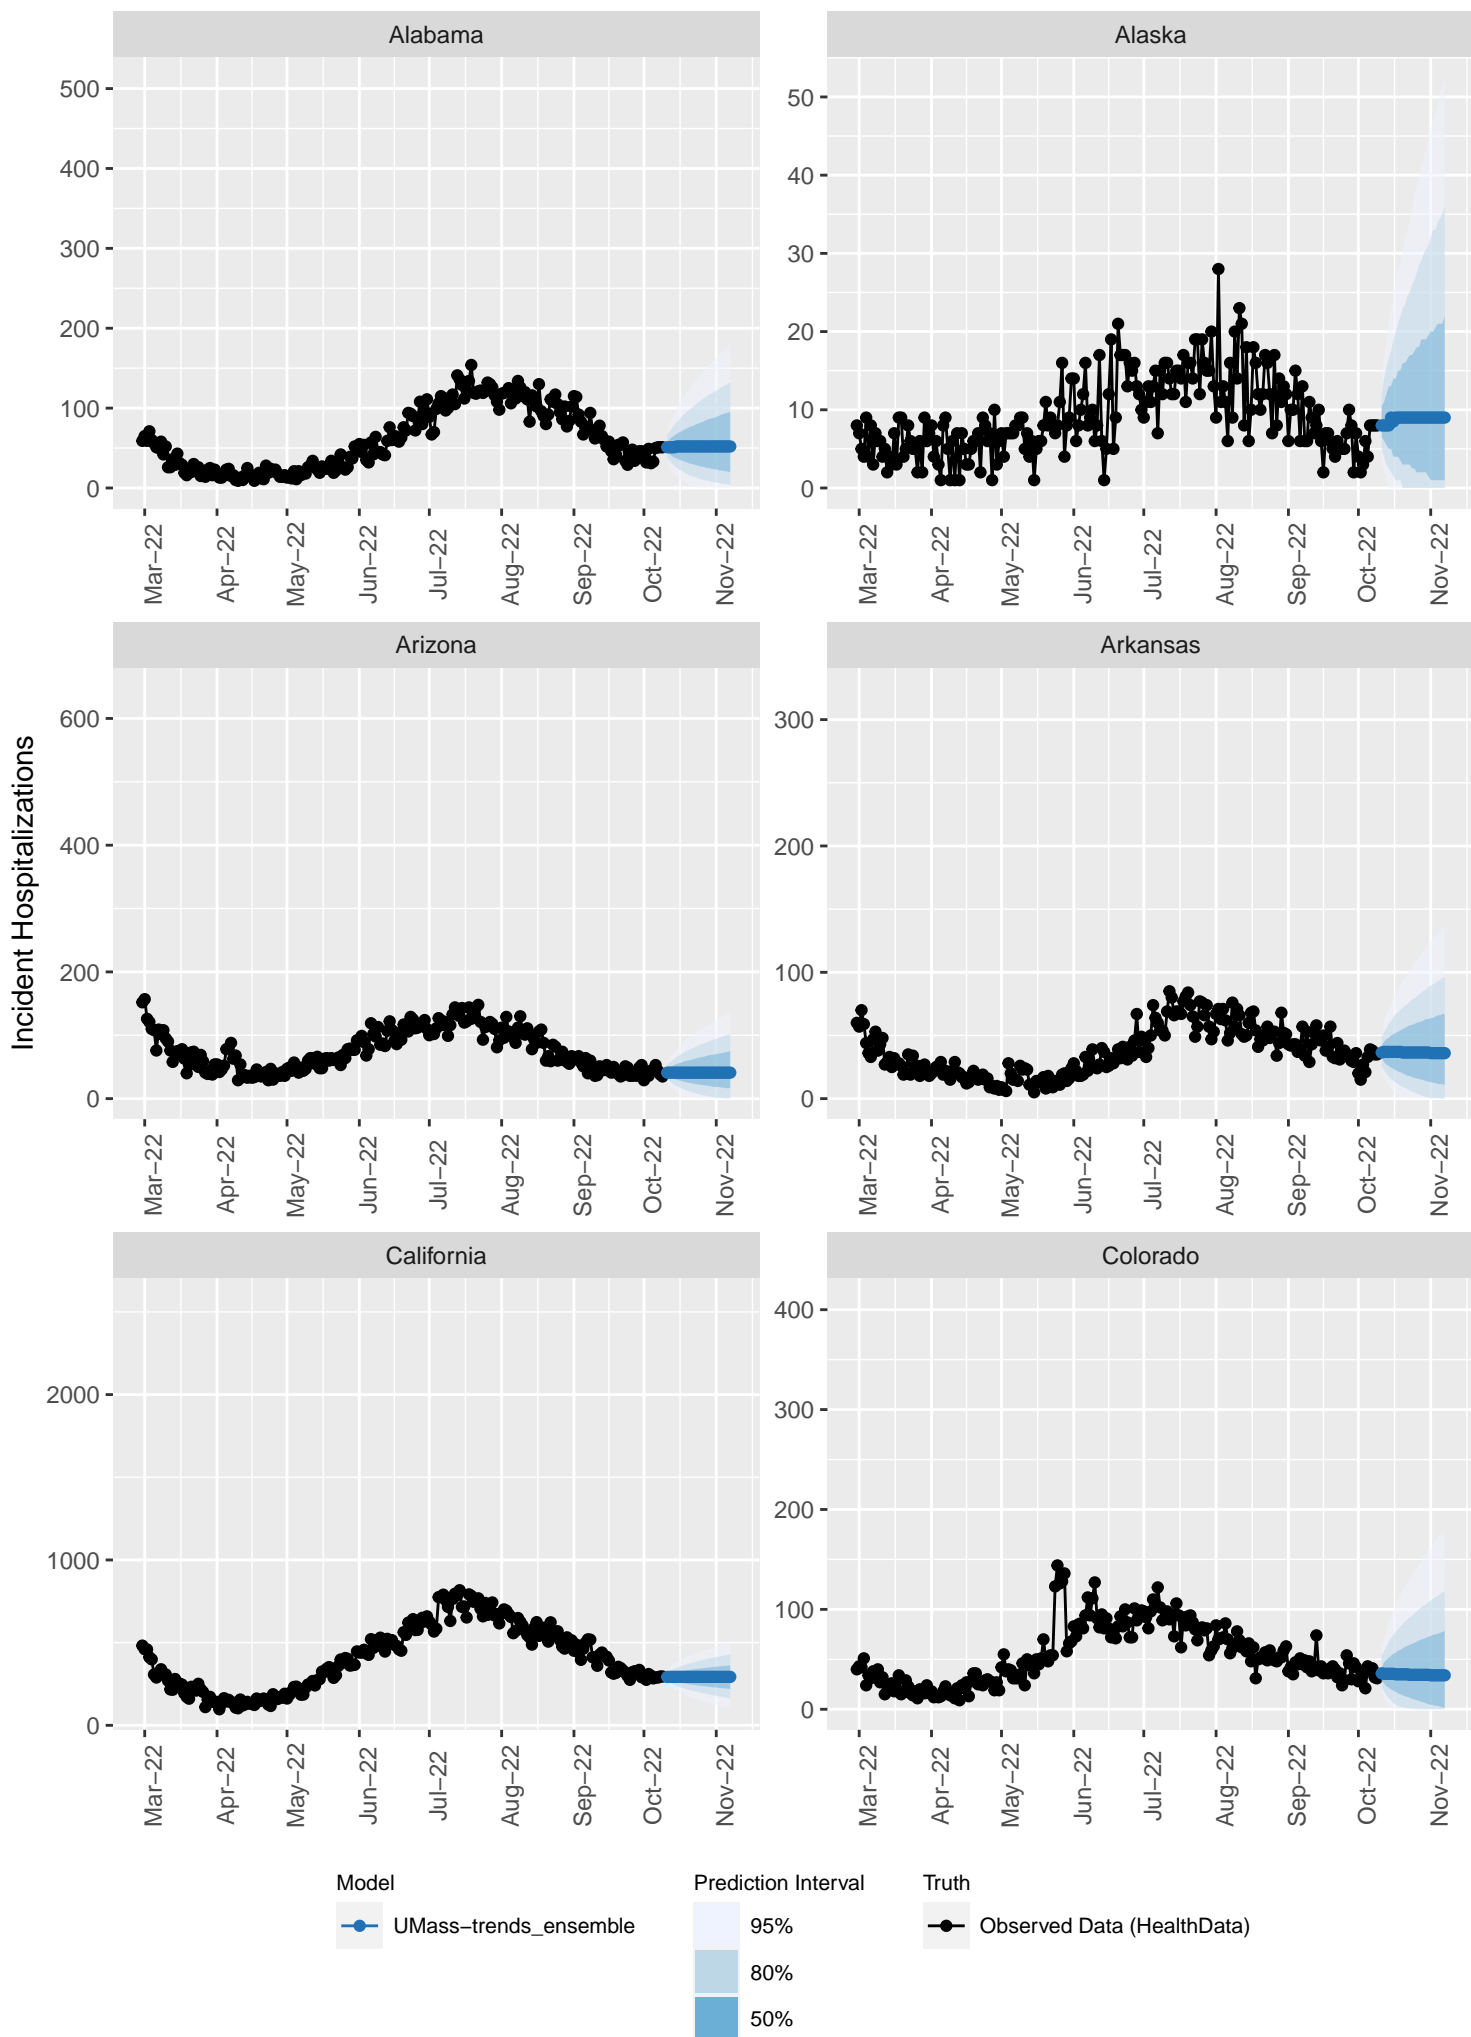 Alabama
Alaska
500
400
300
200
100
0
50
40
30
20
10
0
Mar−22
Apr−22
May−22
Jun−22
Jul−22
Aug−22
Sep−22
Oct−22
Nov−22
Mar−22
Apr−22
May−22
Jun−22
Jul−22
Aug−22
Sep−22
Oct−22
Nov−22
Arizona
Arkansas
Incident Hospitalizations
600
400
200
0
300
200
100
0
Mar−22
Apr−22
May−22
Jun−22
Jul−22
Aug−22
Sep−22
Oct−22
Nov−22
Mar−22
Apr−22
May−22
Jun−22
Jul−22
Aug−22
Sep−22
Oct−22
Nov−22
California
Colorado
2000
1000
0
400
300
200
100
0
Mar−22
Apr−22
May−22
Jun−22
Jul−22
Aug−22
Sep−22
Oct−22
Nov−22
Mar−22
Apr−22
May−22
Jun−22
Jul−22
Aug−22
Sep−22
Oct−22
Nov−22
Model
UMass−trends_ensemble
Prediction Interval
95%
80%
50%
Truth
Observed Data (HealthData)